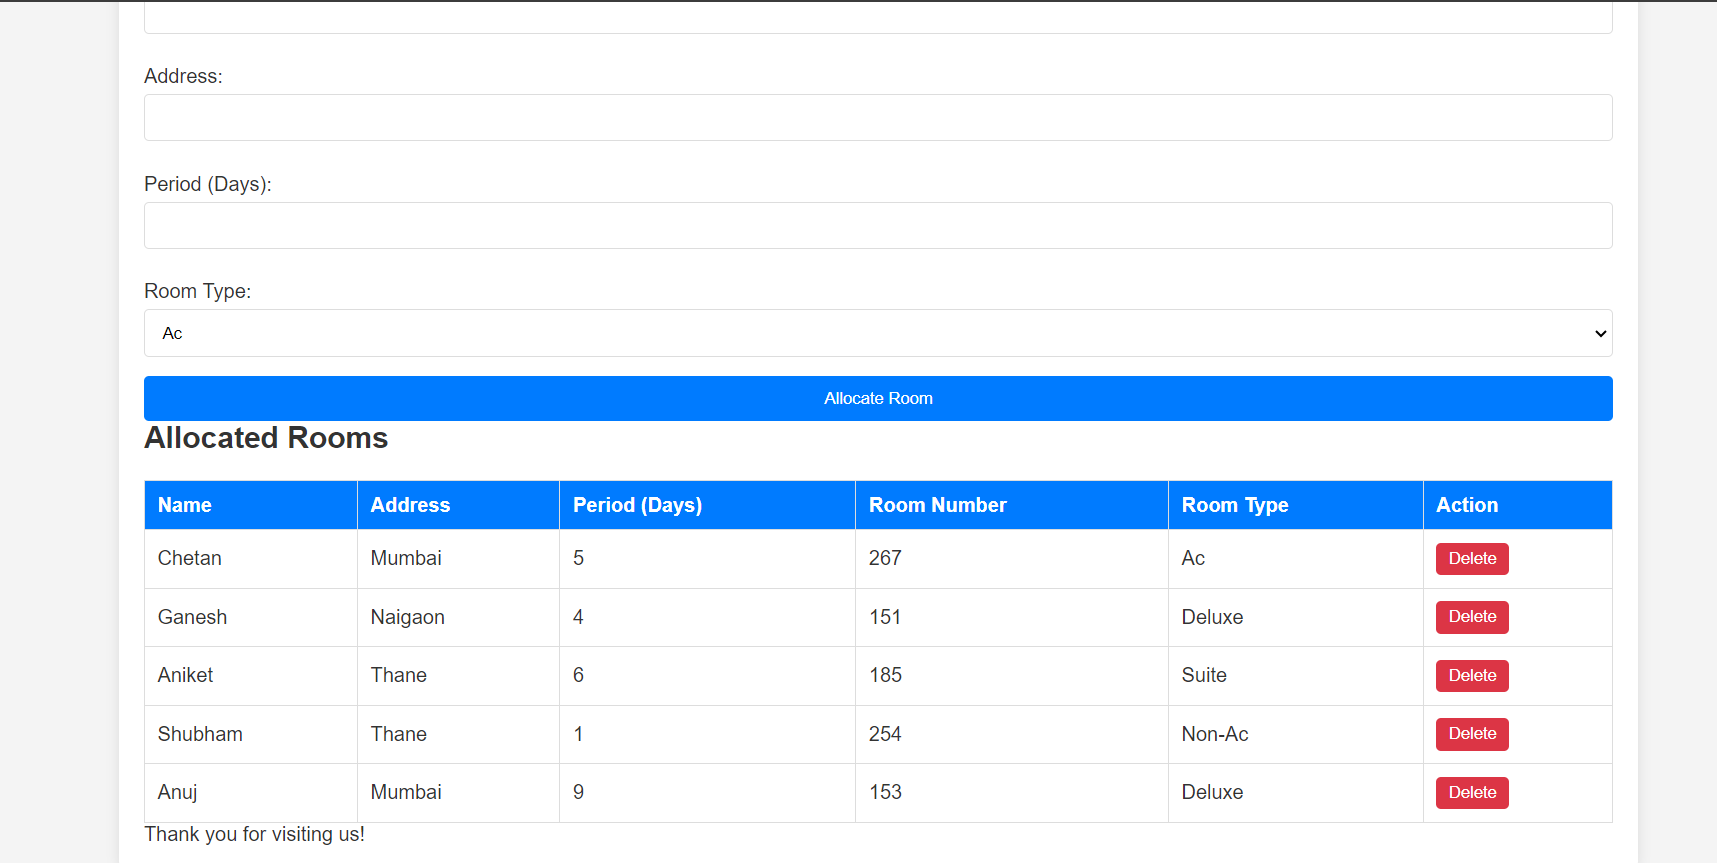 Address:
Period (Days):
Room Type:
Ac
Allocate Room
Allocated Rooms
Name Address Period (Days) Room Number Room Type Action
Chetan Mumbai 5 267 Ac Delete
Ganesh Naigaon 4 151 Deluxe Delete
Aniket Thane 6 185 Suite Delete
Shubham Thane 1 254 Non-Ac Delete
Anuj Mumbai 9 153 Deluxe Delete
Thank you for visiting us!